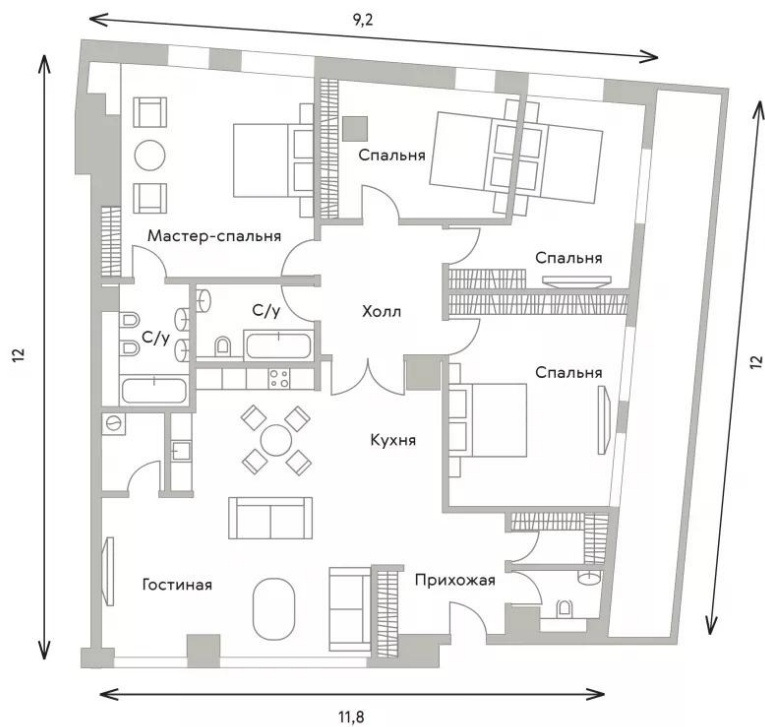 9,2
Спальня
Мастер-спальня
Спальня
С/у
Холл
С/у
12
12
Спальня
Кухня
Гостиная
Прихожая
11,8